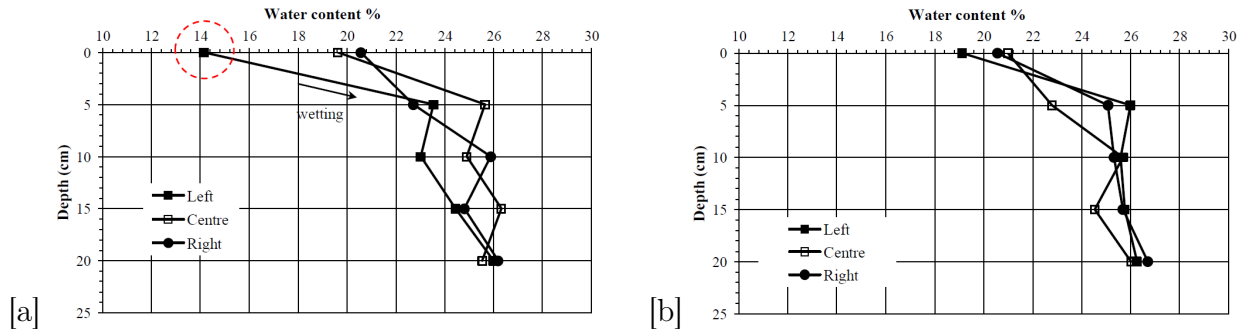 Water content %
10 12 14 16 18 20 22 24 26 28 30
0
5
10
15
20
25
Depth (cm)
wetting
Left
Centre
Right
[a]
Water content %
10 12 14 16 18 20 22 24 26 28 30
0
5
10
15
20
25
Depth (cm)
Left
Centre
Right
[b]